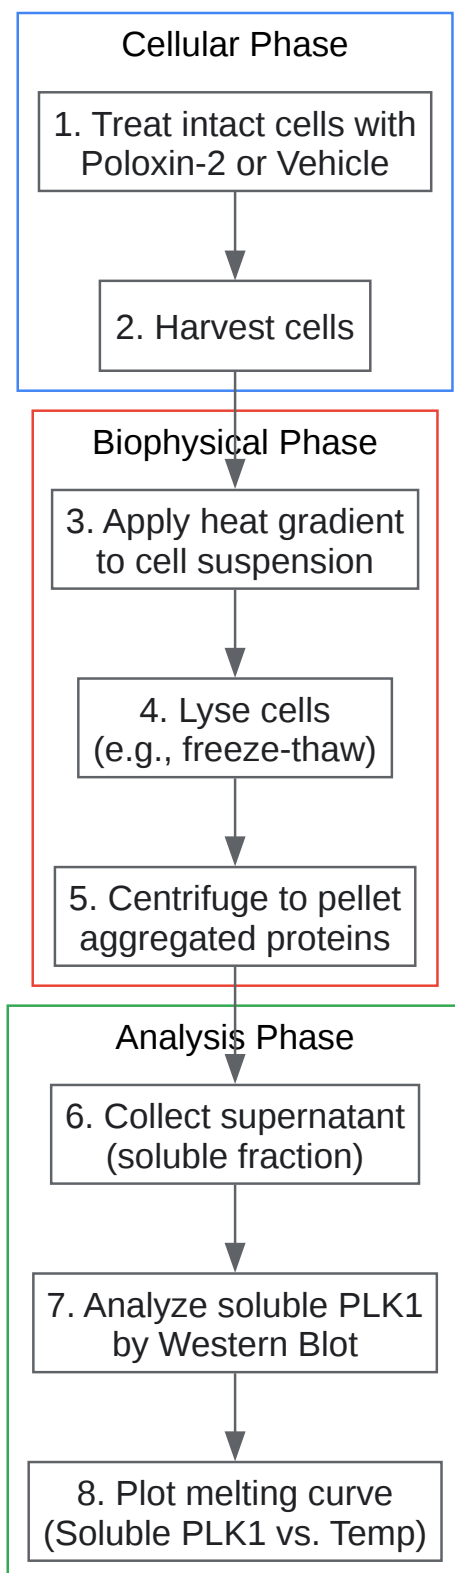 Cellular Phase
1. Treat intact cells with
Poloxin-2 or Vehicle
2. Harvest cells
Biophysical Phase
3. Apply heat gradient
to cell suspension
4. Lyse cells
(e.g., freeze-thaw)
5. Centrifuge to pellet
aggregated proteins
Analysis Phase
6. Collect supernatant
(soluble fraction)
7. Analyze soluble PLK1
by Western Blot
8. Plot melting curve
(Soluble PLK1 vs. Temp)